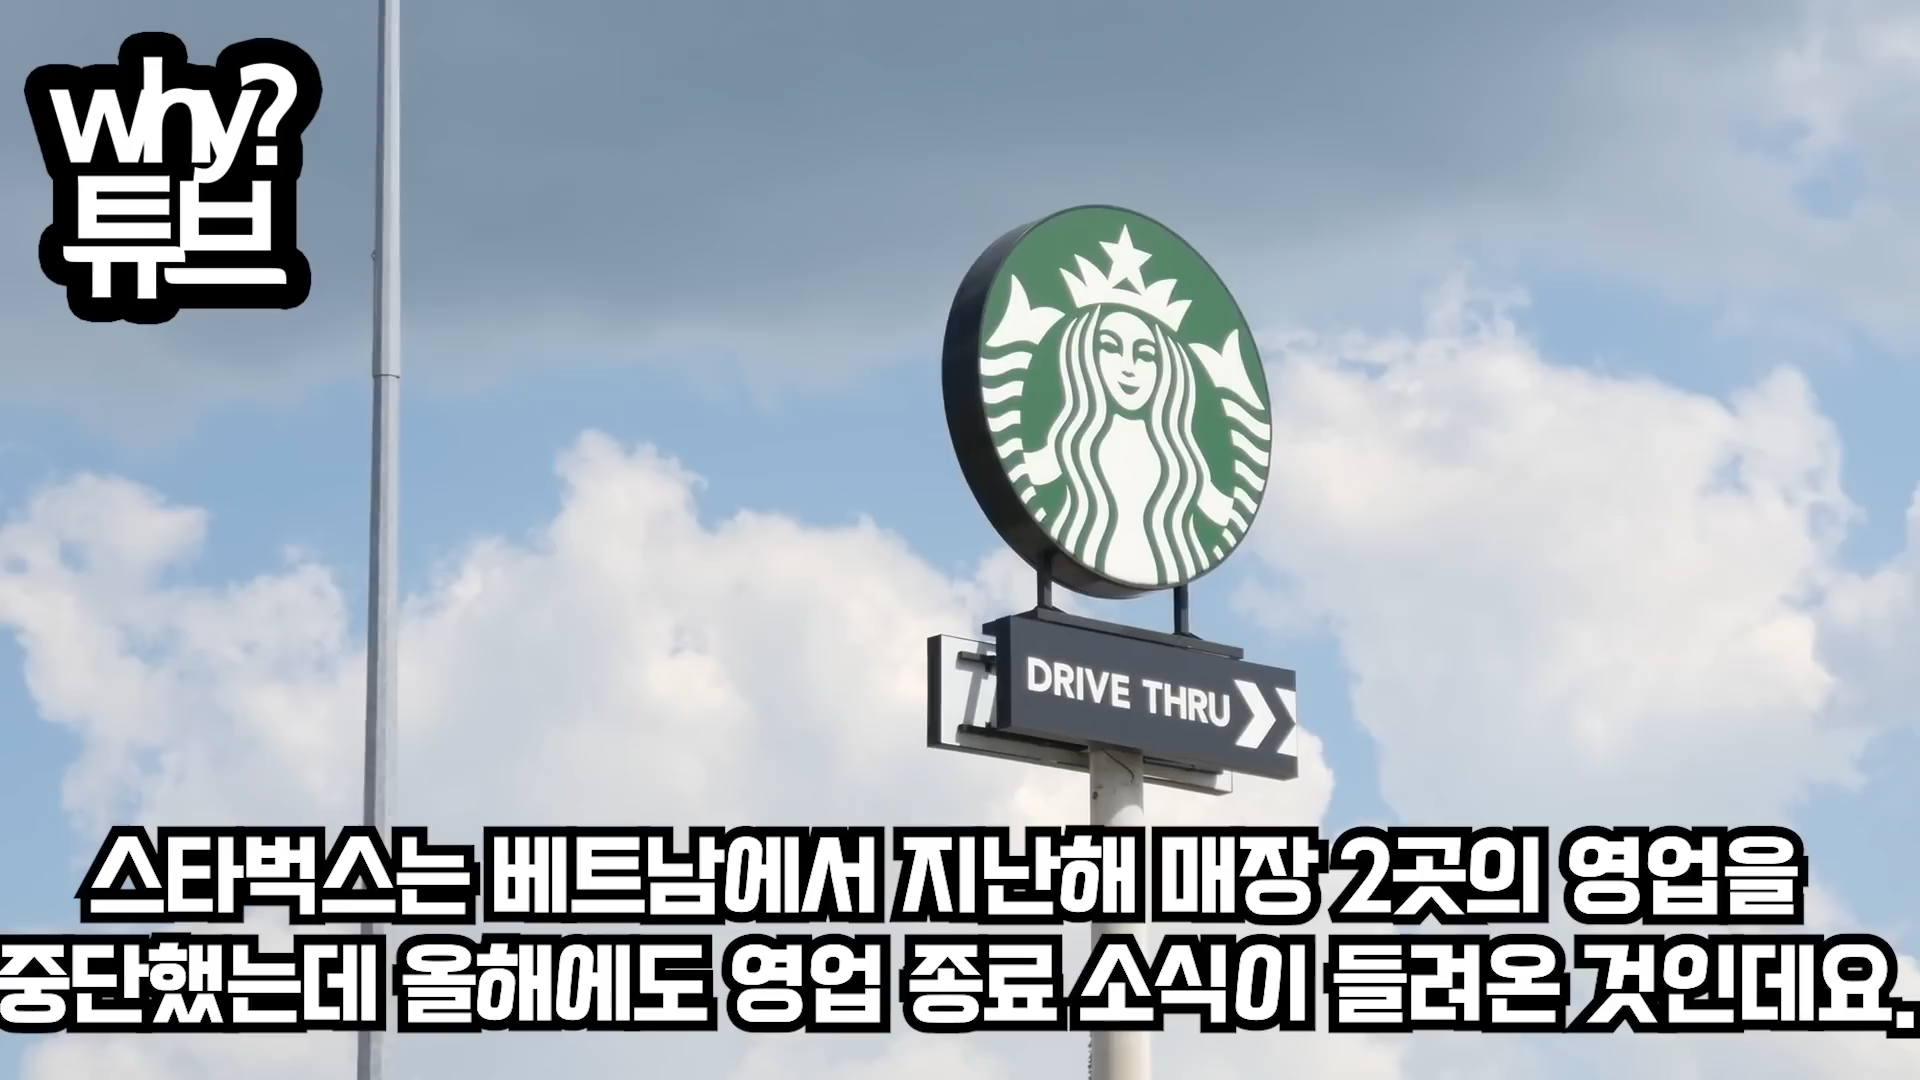 why?
튜브
DRIVE THRU
스타벅스는 베트남에서 지난해 매장 2곳의 영업을
중단했는데 올해에도 영업 종료 소식이 들려온 것인데요.